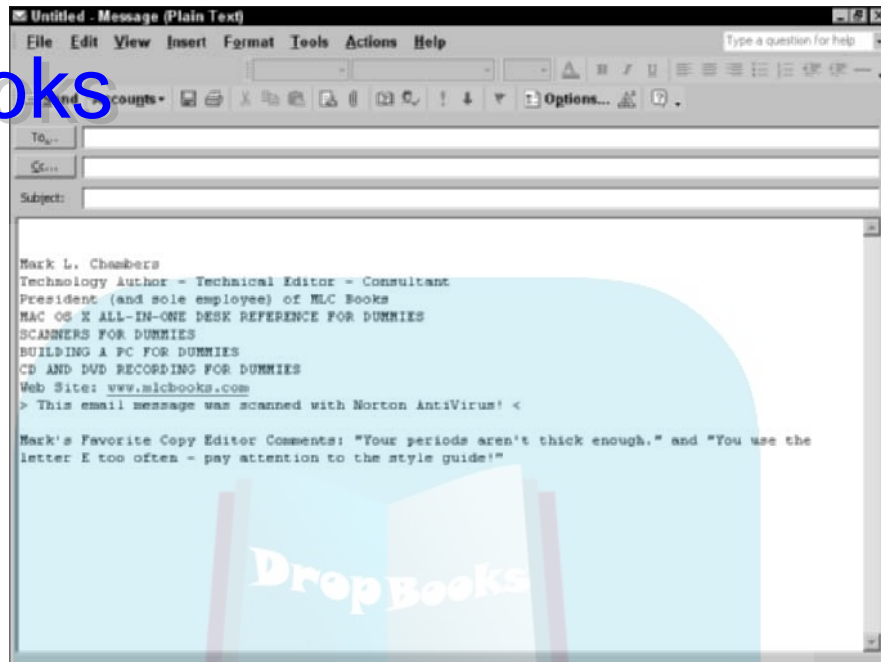 Untitled - Message (Plain Text)
File Edit View Insert Format Tools Actions Help
Type a question for help
oks
Accounts
Options...
To...
Cc...
Subject:
Mark L. Chambers
Technology Author - Technical Editor - Consultant
President (and sole employee) of MLC Books
MAC OS X ALL-IN-ONE DESK REFERENCE FOR DUMMIES
SCANNERS FOR DUMMIES
BUILDING A PC FOR DUMMIES
CD AND DVD RECORDING FOR DUMMIES
Web Site: www.mlcbooks.com
> This email message was scanned with Norton AntiVirus! <
Mark's Favorite Copy Editor Comments: "Your periods aren't thick enough." and "You use the
letter E too often - pay attention to the style guide!"
DropBooks